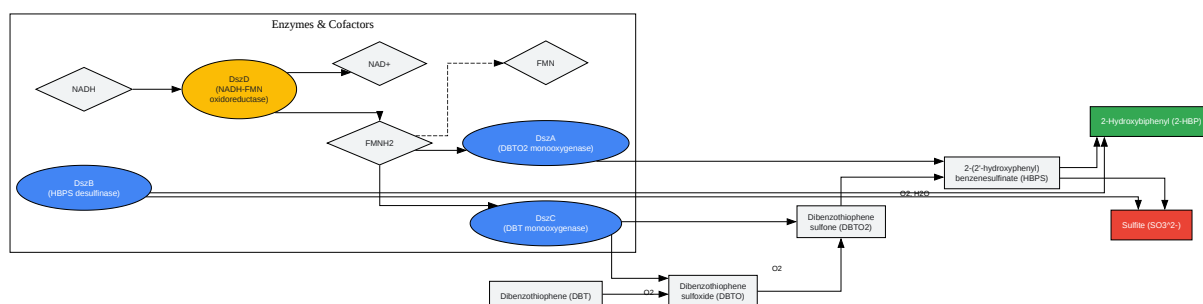 Enzymes & Cofactors
NADH
DszD
(NADH-FMN
oxidoreductase)
NAD+
FMN
FMNH2
DszA
(DBTO2 monooxygenase)
DszB
(HBPS desulfinase)
DszC
(DBT monooxygenase)
2-Hydroxybiphenyl (2-HBP)
2-(2'-hydroxyphenyl)
benzenesulfinate (HBPS)
O2, H2O
Dibenzothiophene
sulfone (DBTO2)
Sulfite (SO3^2-)
O2
Dibenzothiophene
sulfoxide (DBTO)
O2
Dibenzothiophene (DBT)